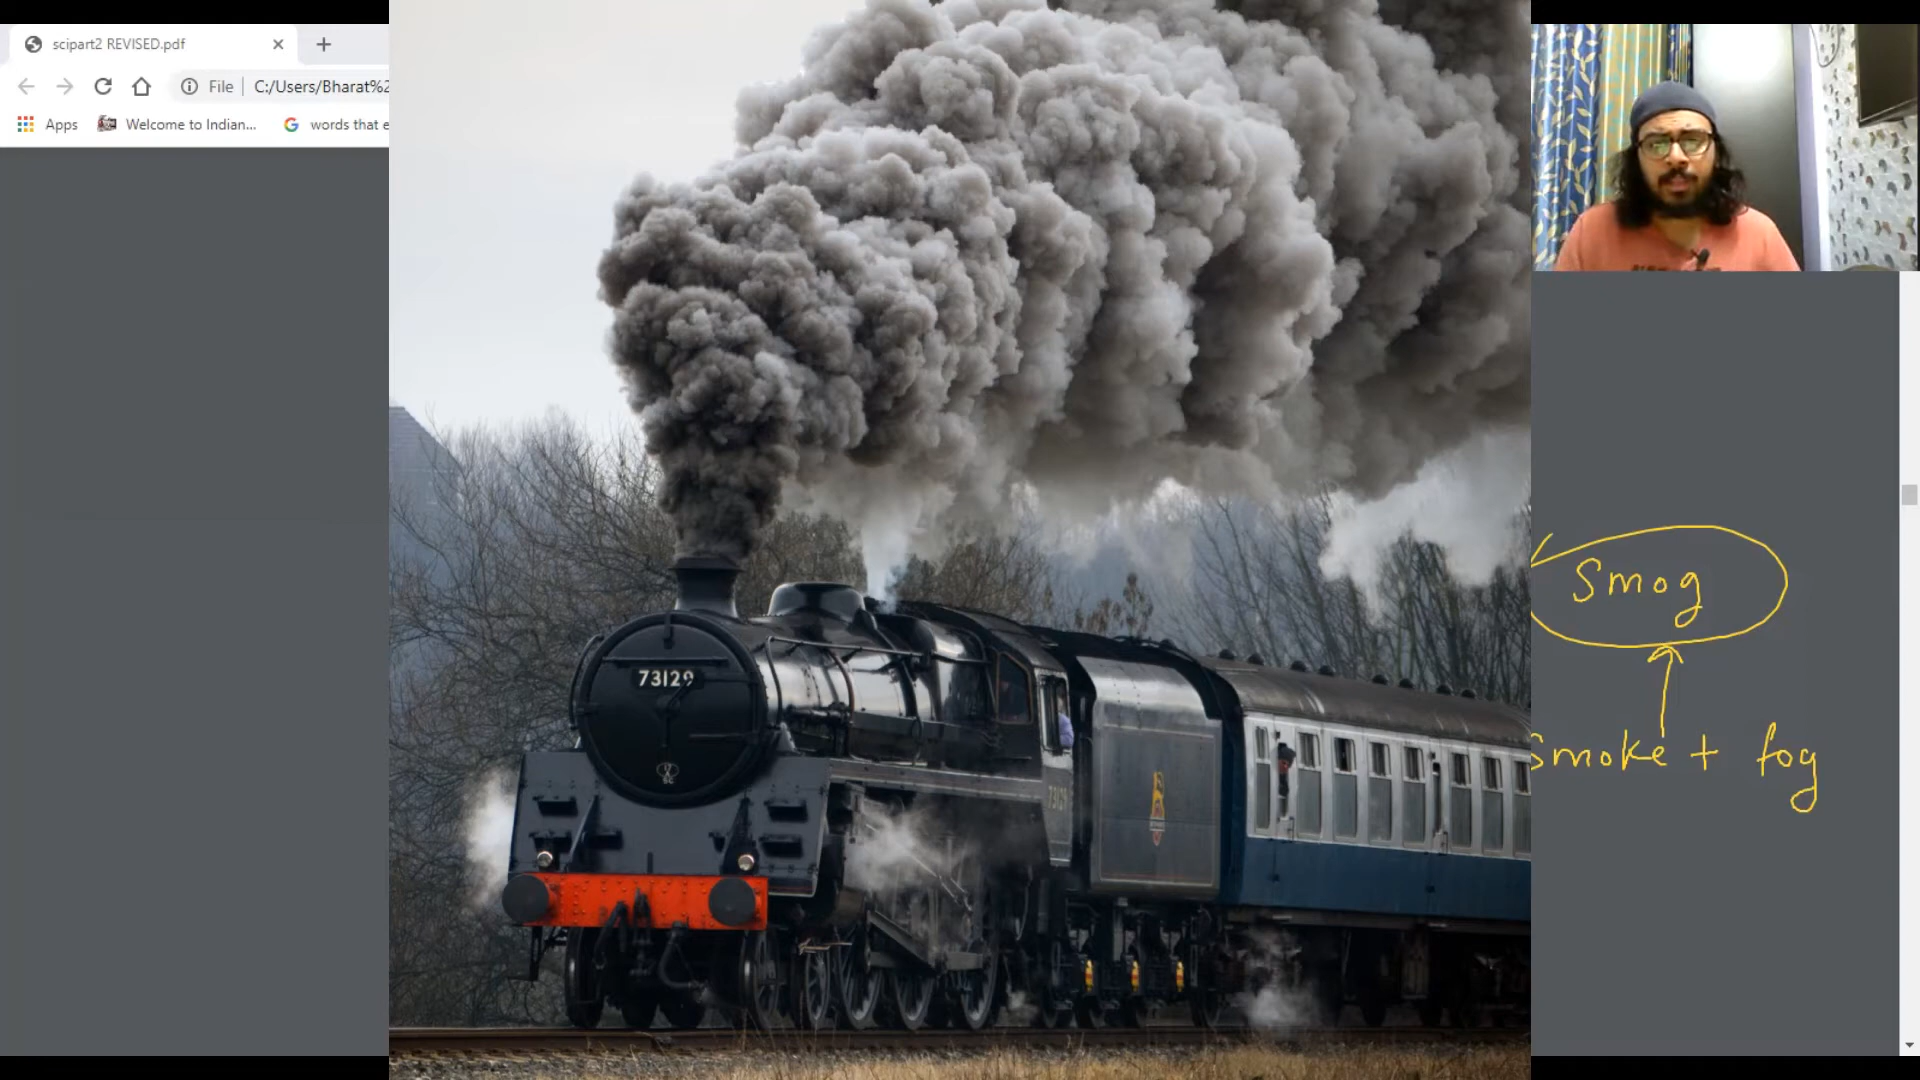 scipart2 REVISED.pdf
File C:/Users/Bharat%2
Apps Welcome to Indian... words that e
73129
Smog
Smoke + fog